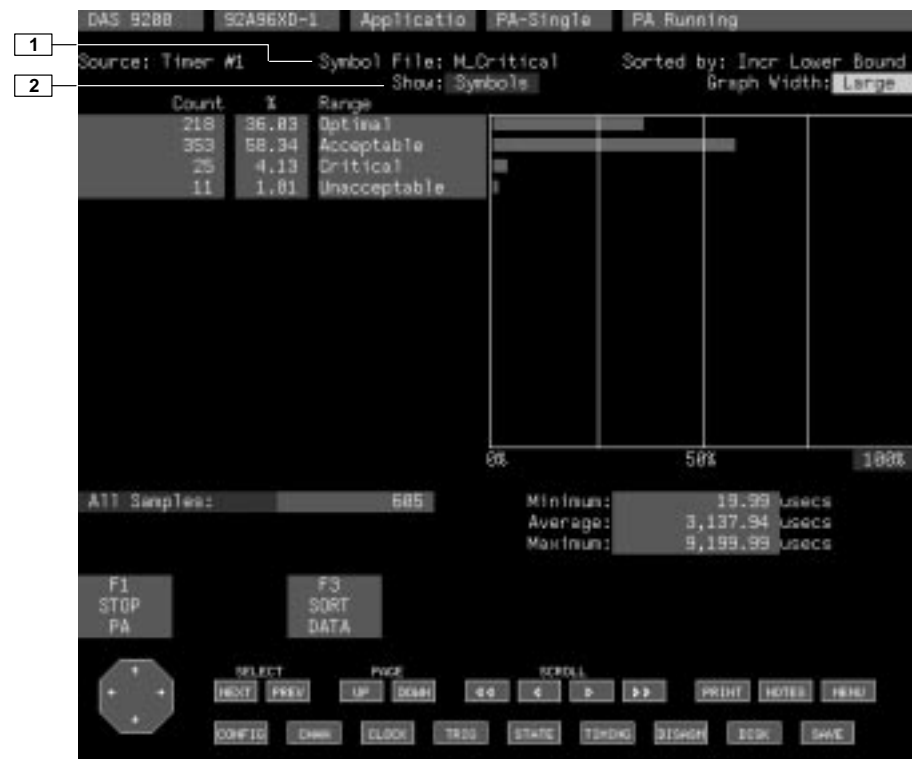 DAS 9200 92A96XD-1 Applicatio PA-Single PA Running
1
Source: Timer #1 Symbol File: M_Critical Sorted by: Incr Lower Bound
2
Show: Symbols Graph Width: Large
Count % Range
218 36.03 Optimal
353 58.34 Acceptable
25 4.13 Critical
11 1.81 Unacceptable
0% 50% 100%
All Samples: 605 Minimum: 19.99 usecs
Average: 3,137.94 usecs
Maximum: 9,199.99 usecs
F1 F3
STOP SORT
PA DATA
SELECT PAGE SCROLL
NEXT PREV UP DOWN PRINT NOTES MENU
CONFIG CHAN CLOCK TRIG STATE TIMING DISASM DISK SAVE